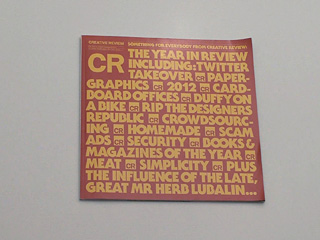 CREATIVE REVIEW SOMETHING FOR EVERYBODY FROM CREATIVE REVIEW!
CR THE YEAR IN REVIEW
INCLUDING: TWITTER
TAKEOVER CR PAPER-
GRAPHICS CR 2012 CR CARD-
BOARD OFFICES CR DUFFY ON
A BIKE CR RIP THE DESIGNERS
REPUBLIC CR CROWDSOURC-
ING CR HOMEMADE CR SCAM
ADS CR SECURITY CR BOOKS &
MAGAZINES OF THE YEAR CR
MEAT CR SIMPLICITY CR PLUS
THE INFLUENCE OF THE LATE,
GREAT MR HERB LUBALIN...